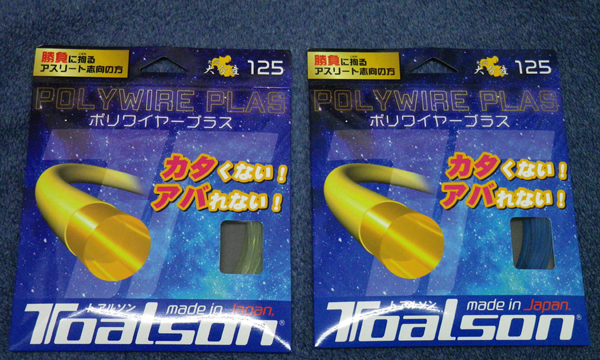 勝負に拘る
アスリート志向の方
125
POLYWIRE PLAS
ポリワイヤープラス
カタくない!
アバれない!
トアルソン
made in Japan.
Toalson®
勝負に拘る
アスリート志向の方
125
POLYWIRE PLAS
ポリワイヤープラス
カタくない!
アバれない!
トアルソン
made in Japan.
Toalson®